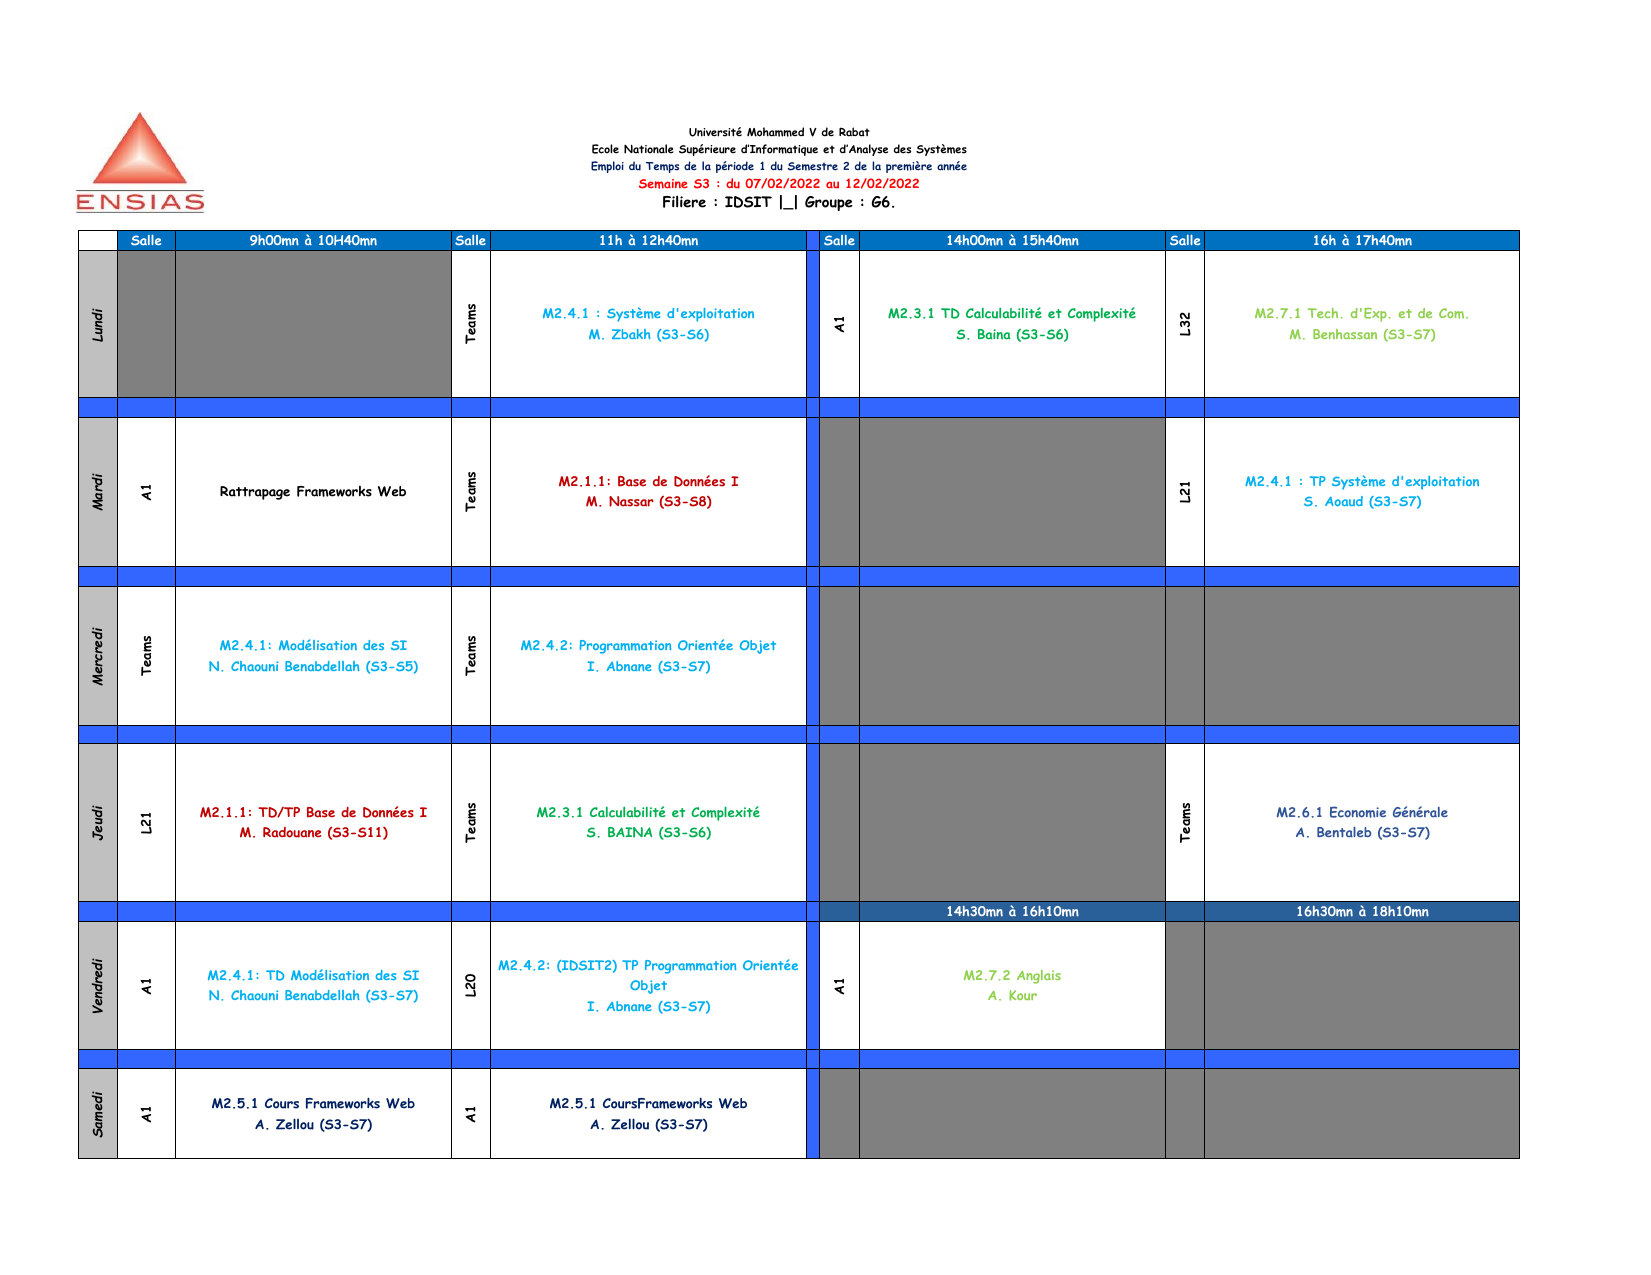 ENSIAS
Université Mohammed V de Rabat
Ecole Nationale Supérieure d'Informatique et d'Analyse des Systèmes
Emploi du Temps de la période 1 du Semestre 2 de la première année
Semaine S3 : du 07/02/2022 au 12/02/2022
Filiere : IDSIT |_| Groupe : G6.
Salle 9h00mn à 10H40mn Salle 11h à 12h40mn Salle 14h00mn à 15h40mn Salle 16h à 17h40mn
Lundi
Teams
M2.4.1 : Système d'exploitation
M. Zbakh (S3-S6)
A1
M2.3.1 TD Calculabilité et Complexité
S. Baina (S3-S6)
L32
M2.7.1 Tech. d'Exp. et de Com.
M. Benhassan (S3-S7)
Mardi
A1
Rattrapage Frameworks Web
Teams
M2.1.1: Base de Données I
M. Nassar (S3-S8)
L21
M2.4.1 : TP Système d'exploitation
S. Aoaud (S3-S7)
Mercredi
Teams
M2.4.1: Modélisation des SI
N. Chaouni Benabdellah (S3-S5)
Teams
M2.4.2: Programmation Orientée Objet
I. Abnane (S3-S7)
Jeudi
L21
M2.1.1: TD/TP Base de Données I
M. Radouane (S3-S11)
Teams
M2.3.1 Calculabilité et Complexité
S. BAINA (S3-S6)
Teams
M2.6.1 Economie Générale
A. Bentaleb (S3-S7)
14h30mn à 16h10mn 16h30mn à 18h10mn
Vendredi
A1
M2.4.1: TD Modélisation des SI
N. Chaouni Benabdellah (S3-S7)
L20
M2.4.2: (IDSIT2) TP Programmation Orientée
Objet
I. Abnane (S3-S7)
A1
M2.7.2 Anglais
A. Kour
Samedi
A1
M2.5.1 Cours Frameworks Web
A. Zellou (S3-S7)
A1
M2.5.1 CoursFrameworks Web
A. Zellou (S3-S7)